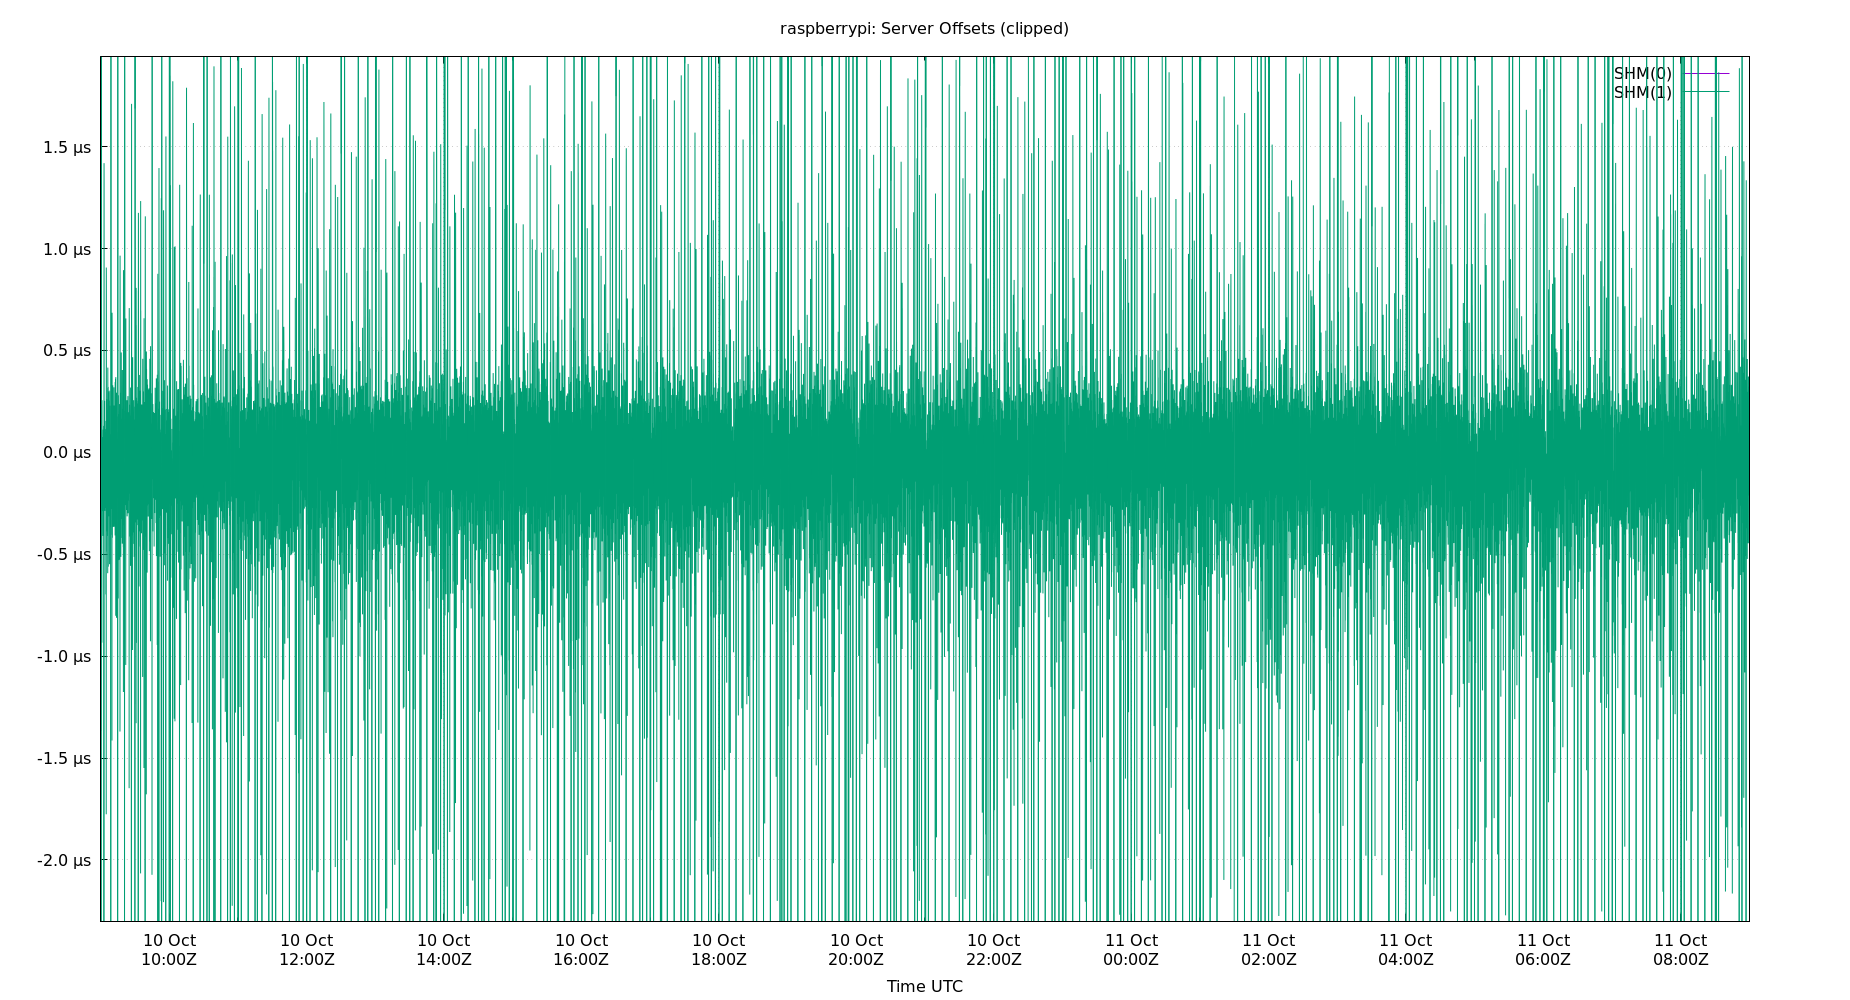 raspberrypi: Server Offsets (clipped)
SHM(0)
SHM(1)
1.5 µs
1.0 µs
0.5 µs
0.0 µs
-0.5 µs
-1.0 µs
-1.5 µs
-2.0 µs
10 Oct 10 Oct 10 Oct 10 Oct 10 Oct 10 Oct 10 Oct 11 Oct 11 Oct 11 Oct 11 Oct 11 Oct
10:00Z 12:00Z 14:00Z 16:00Z 18:00Z 20:00Z 22:00Z 00:00Z 02:00Z 04:00Z 06:00Z 08:00Z
Time UTC